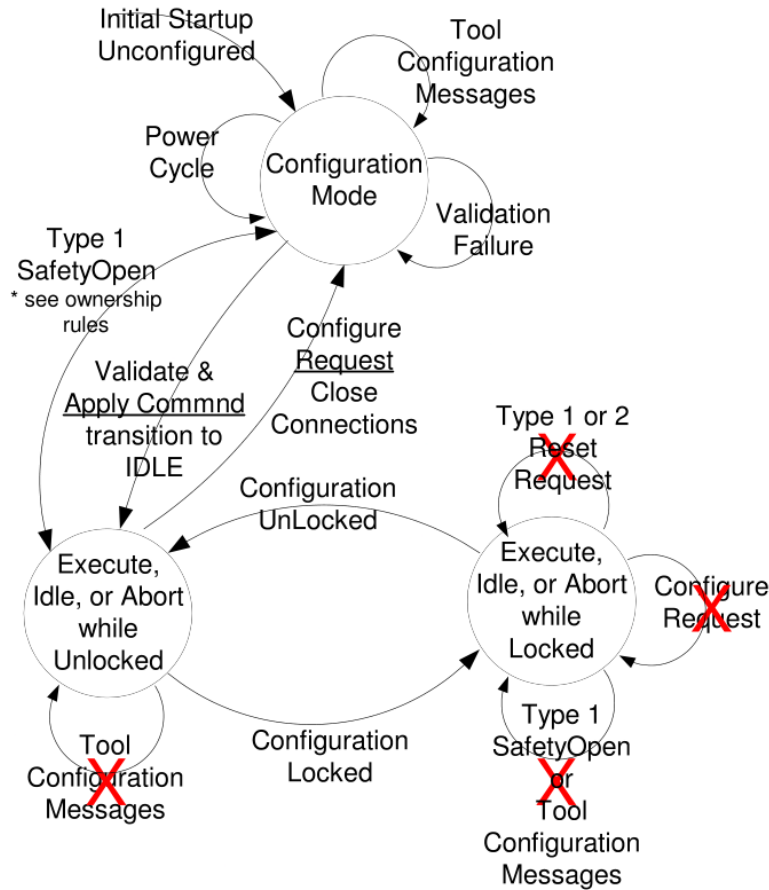 Initial Startup
Unconfigured
Tool
Configuration
Messages
Power
Cycle
Configuration
Mode
Validation
Failure
Type 1
SafetyOpen
* see ownership
rules
Configure
Request
Close
Connections
Validate &
Apply Commnd
transition to
IDLE
Type 1 or 2
Reset
Request
Configuration
UnLocked
Execute,
Idle, or Abort
while
Unlocked
Execute,
Idle, or Abort
while
Locked
Configure
Request
Tool
Configuration
Messages
Configuration
Locked
Type 1
SafetyOpen
or
Tool
Configuration
Messages